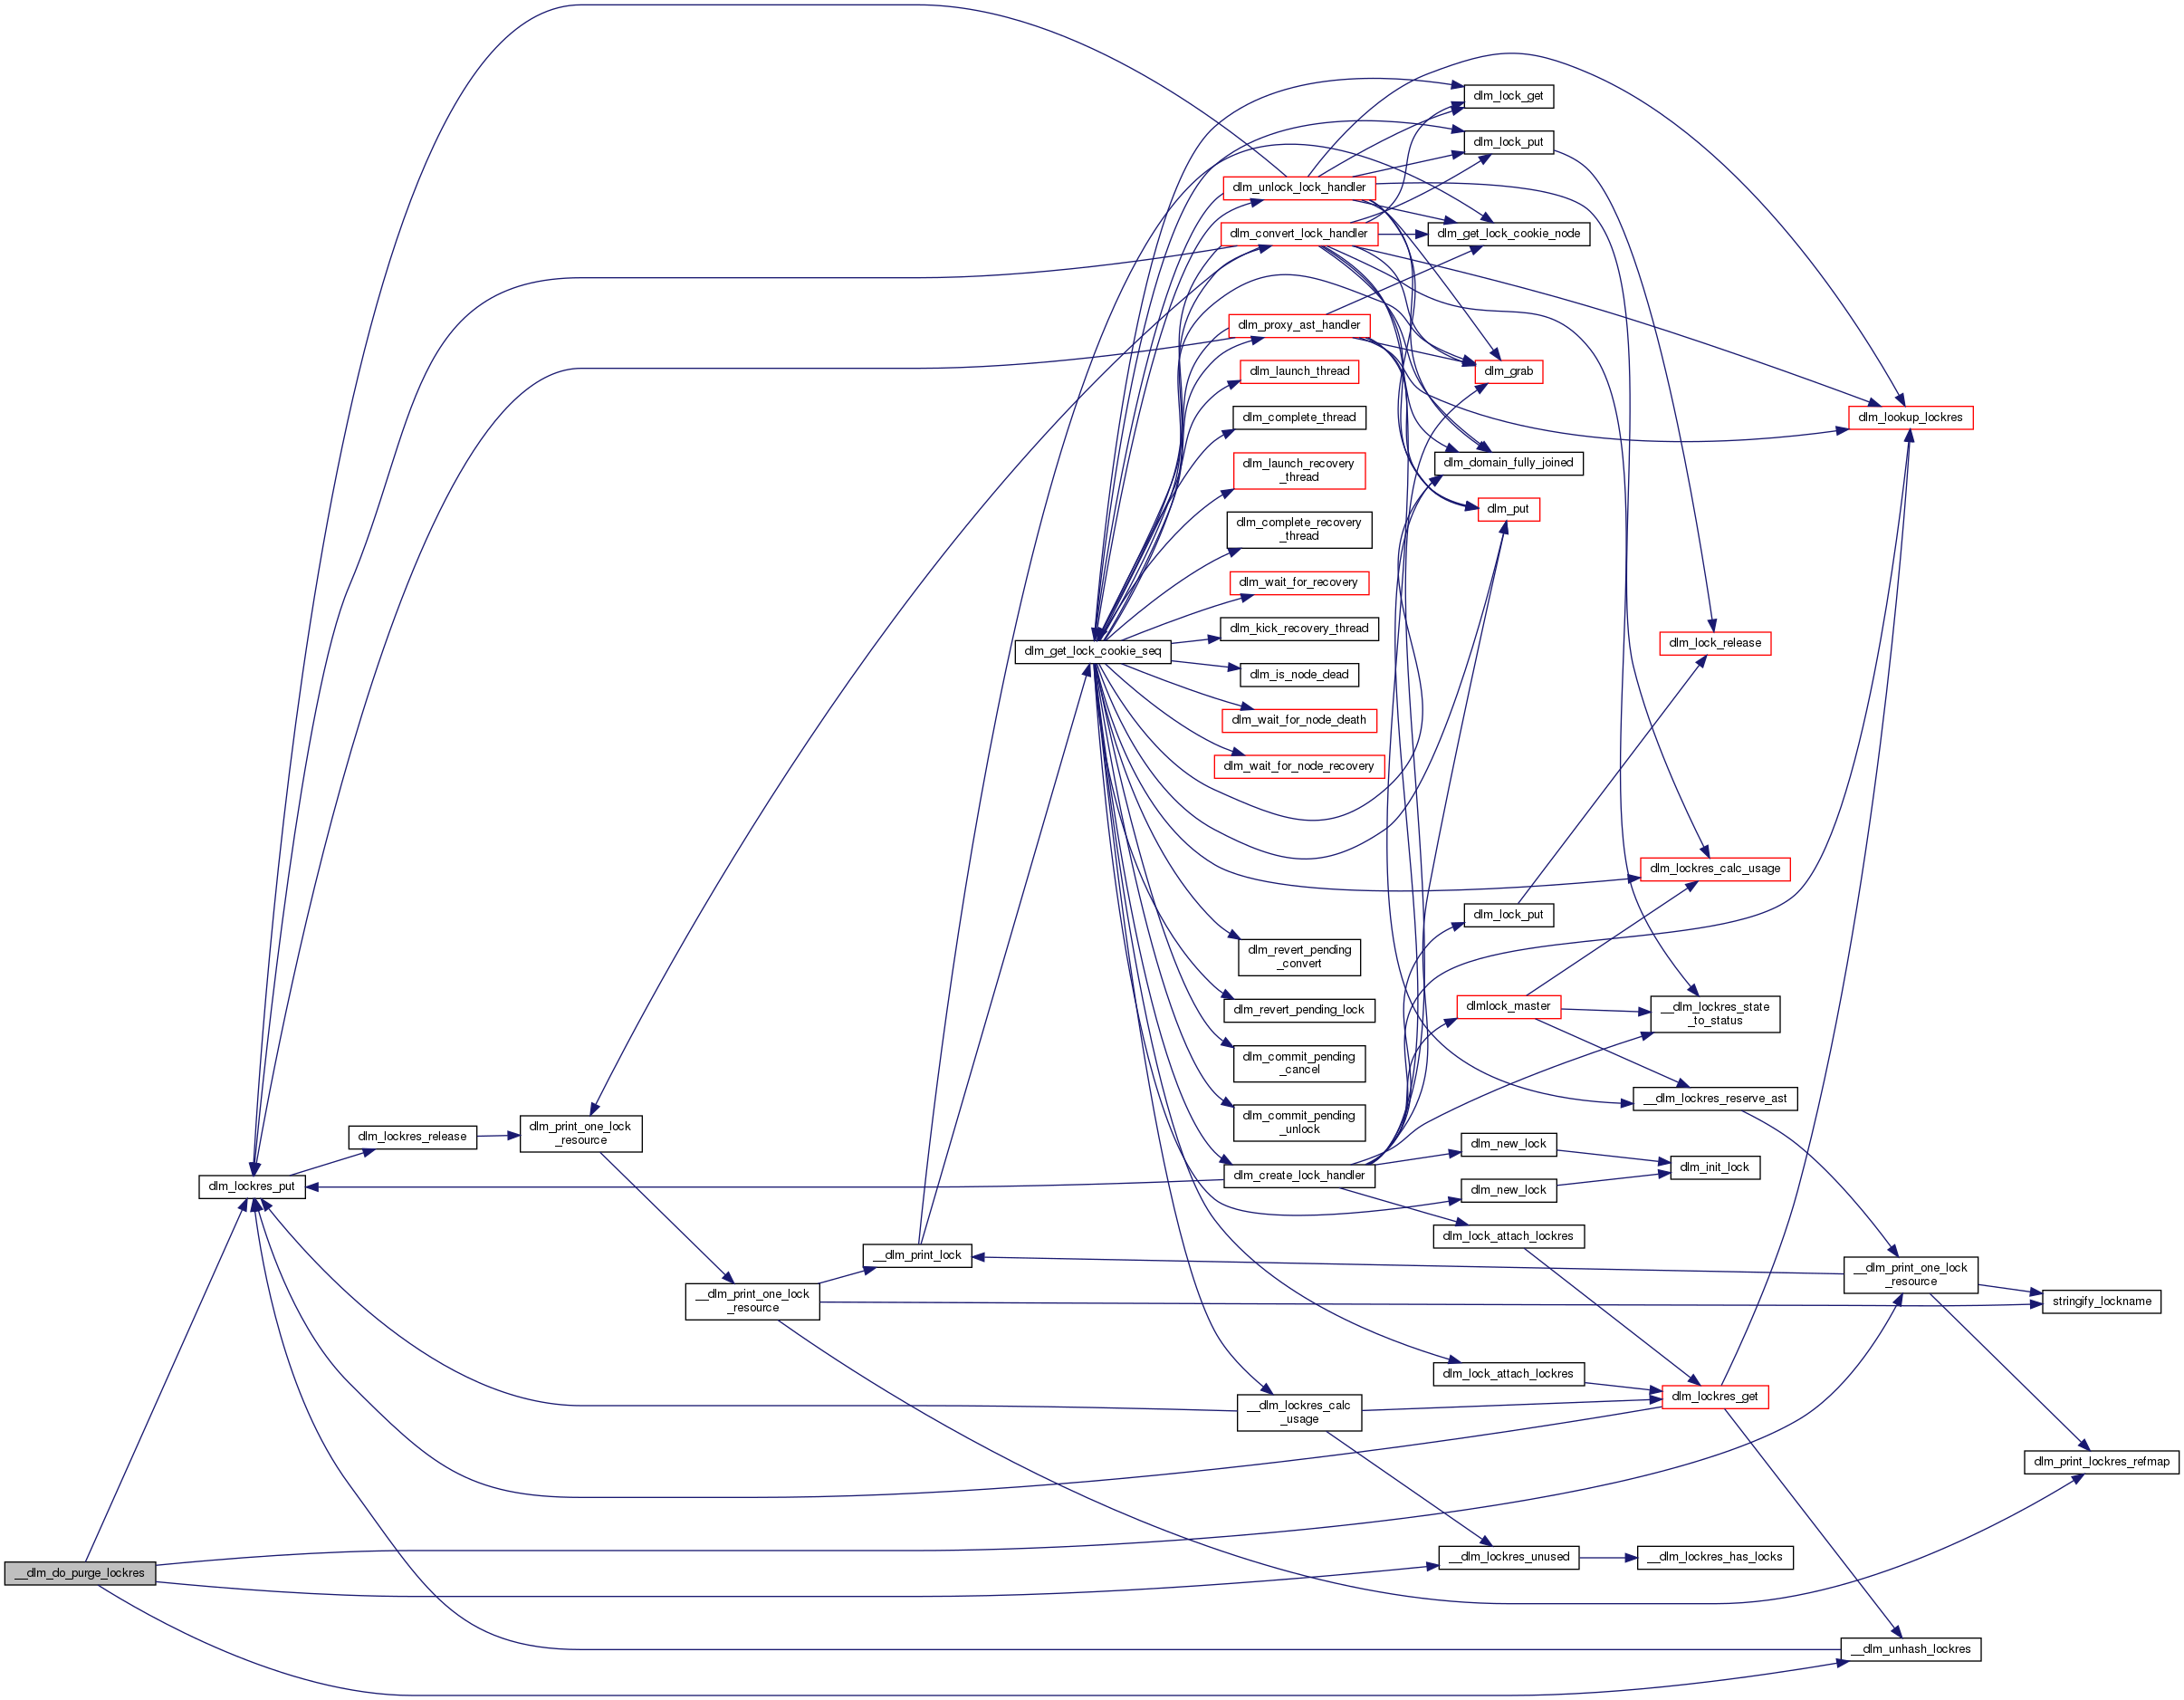 dlm_lock_get
dlm_lock_put
dlm_unlock_lock_handler
dlm_convert_lock_handler
dlm_get_lock_cookie_node
dlm_proxy_ast_handler
dlm_launch_thread
dlm_grab
dlm_complete_thread
dlm_lookup_lockres
dlm_launch_recovery
_thread
dlm_domain_fully_joined
dlm_put
dlm_complete_recovery
_thread
dlm_wait_for_recovery
dlm_kick_recovery_thread
dlm_lock_release
dlm_get_lock_cookie_seq
dlm_is_node_dead
dlm_wait_for_node_death
dlm_wait_for_node_recovery
dlm_lockres_calc_usage
dlm_lock_put
dlm_revert_pending
_convert
dlm_revert_pending_lock
dlmlock_master
__dlm_lockres_state
_to_status
dlm_commit_pending
_cancel
__dlm_lockres_reserve_ast
dlm_commit_pending
_unlock
dlm_print_one_lock
_resource
dlm_lockres_release
dlm_new_lock
dlm_init_lock
dlm_create_lock_handler
dlm_lockres_put
dlm_new_lock
dlm_lock_attach_lockres
__dlm_print_lock
__dlm_print_one_lock
_resource
__dlm_print_one_lock
_resource
stringify_lockname
dlm_lock_attach_lockres
dlm_lockres_get
__dlm_lockres_calc
_usage
dlm_print_lockres_refmap
__dlm_lockres_unused
__dlm_lockres_has_locks
__dlm_do_purge_lockres
__dlm_unhash_lockres